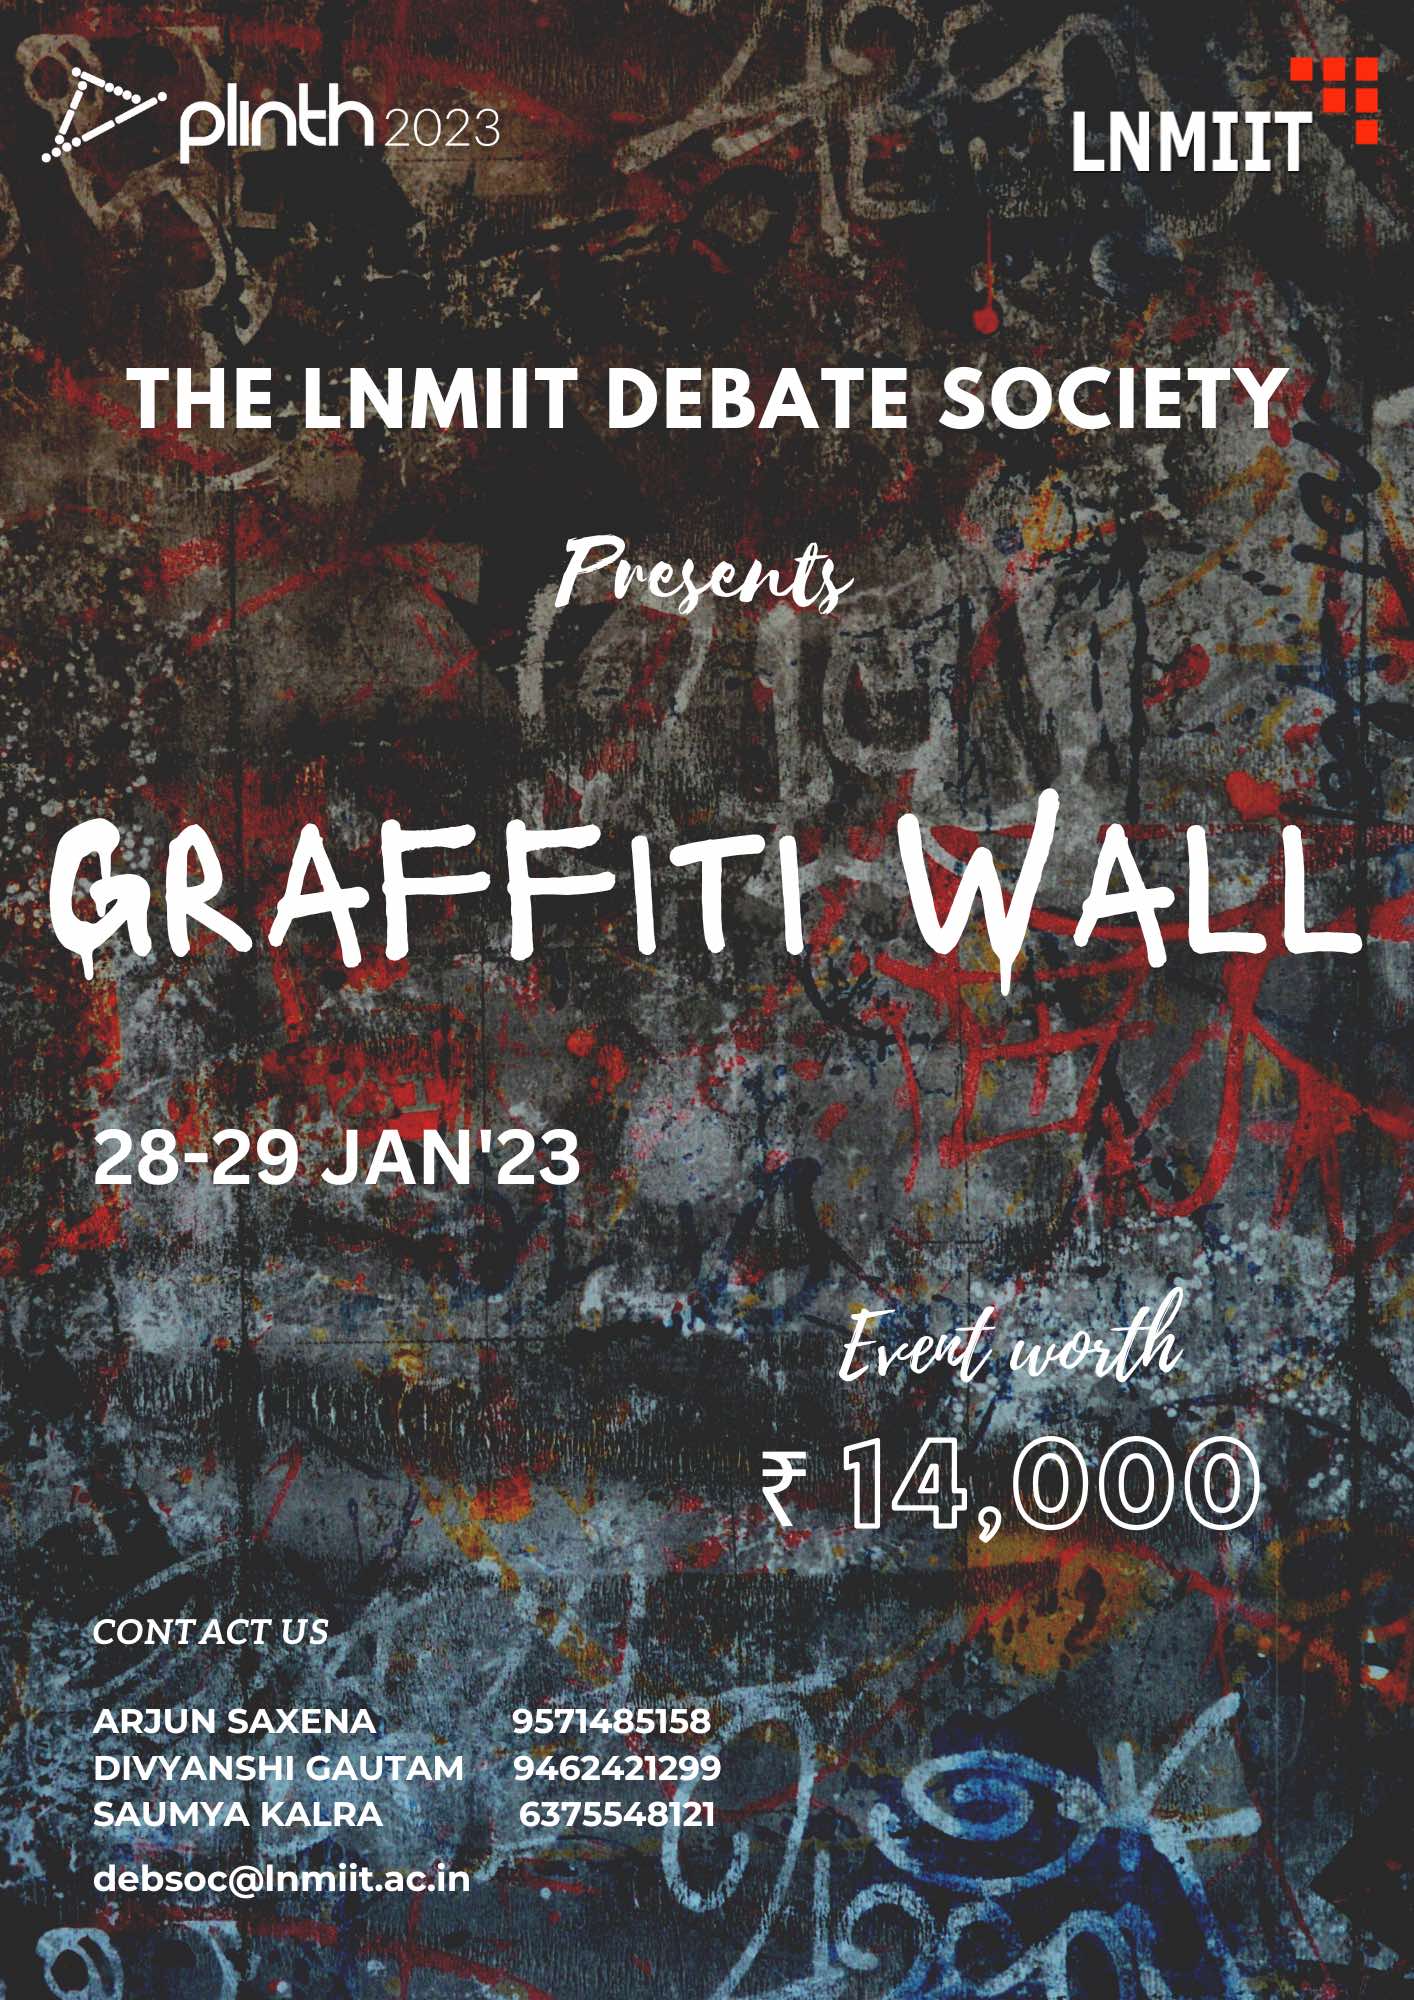 plinth 2023
LNMIIT
THE LNMIIT DEBATE SOCIETY
Presents
GRAFFITI WALL
28-29 JAN'23
Event worth
₹ 14,000
CONTACT US
ARJUN SAXENA 9571485158
DIVYANSHI GAUTAM 9462421299
SAUMYA KALRA 6375548121
debsoc@lnmiit.ac.in